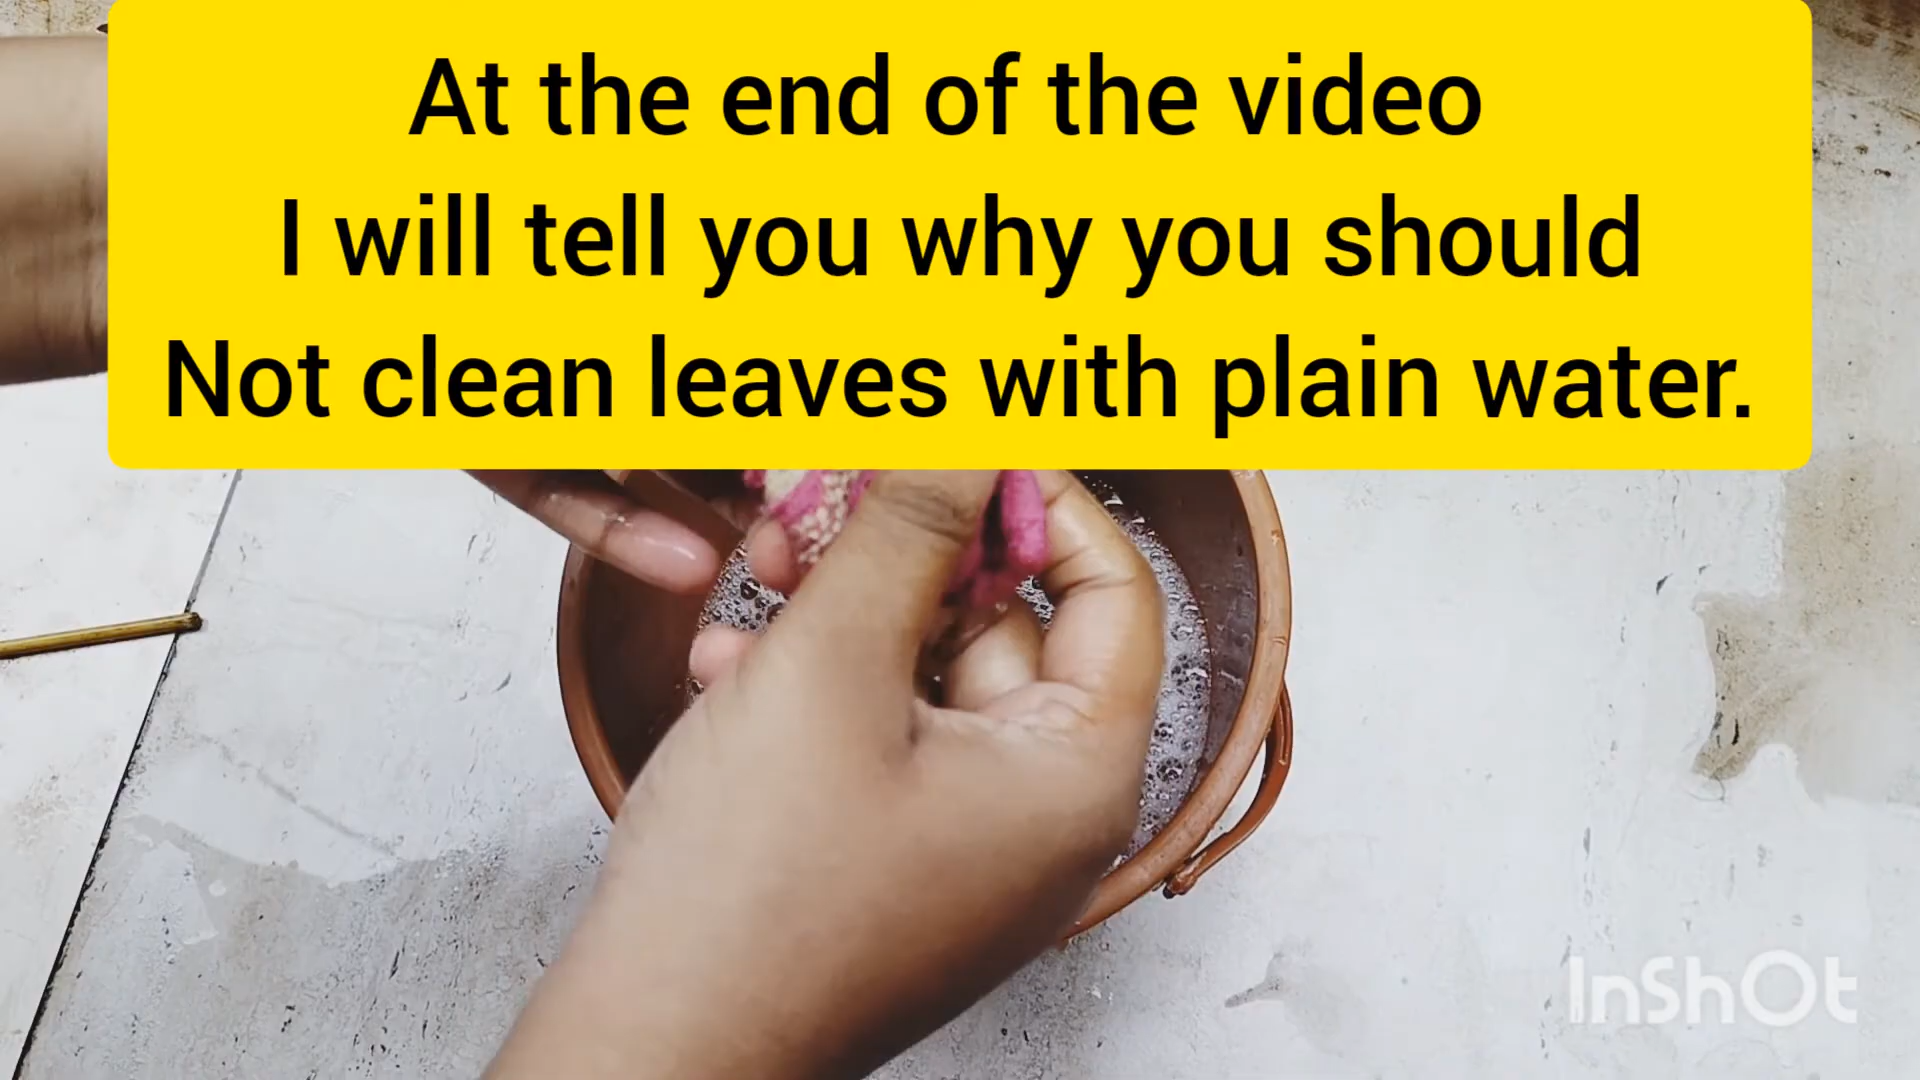 At the end of the video
I will tell you why you should
Not clean leaves with plain water.
InShOt